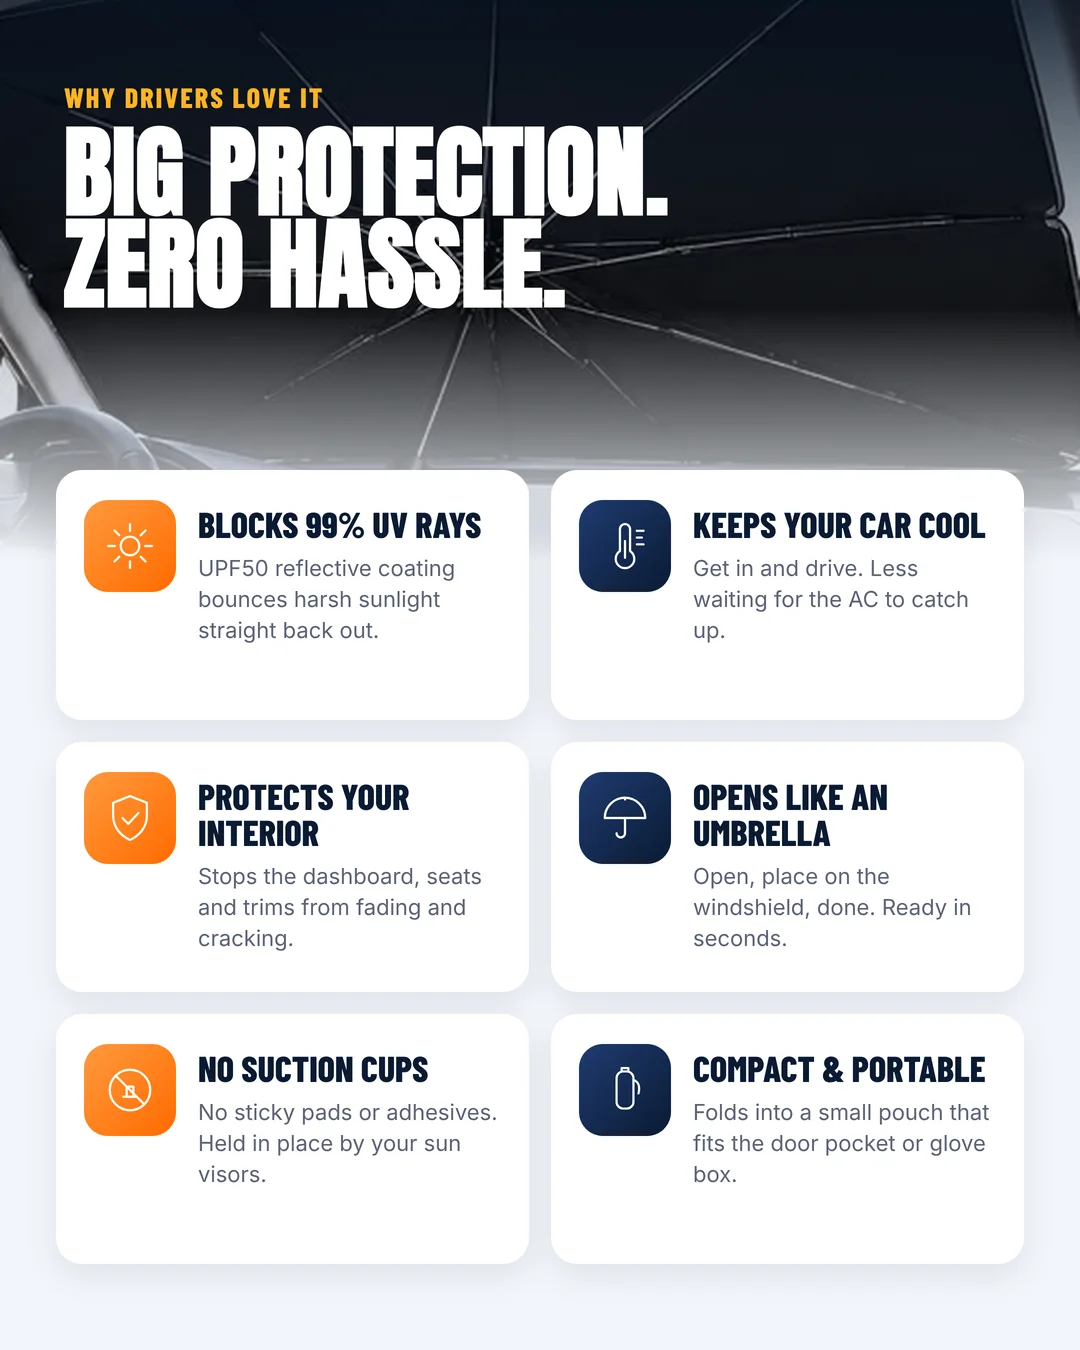 WHY DRIVERS LOVE IT
BIG PROTECTION.
ZERO HASSLE.
BLOCKS 99% UV RAYS
UPF50 reflective coating
bounces harsh sunlight
straight back out.
KEEPS YOUR CAR COOL
Get in and drive. Less
waiting for the AC to catch
up.
PROTECTS YOUR
INTERIOR
Stops the dashboard, seats
and trims from fading and
cracking.
OPENS LIKE AN
UMBRELLA
Open, place on the
windshield, done. Ready in
seconds.
NO SUCTION CUPS
No sticky pads or adhesives.
Held in place by your sun
visors.
COMPACT & PORTABLE
Folds into a small pouch that
fits the door pocket or glove
box.